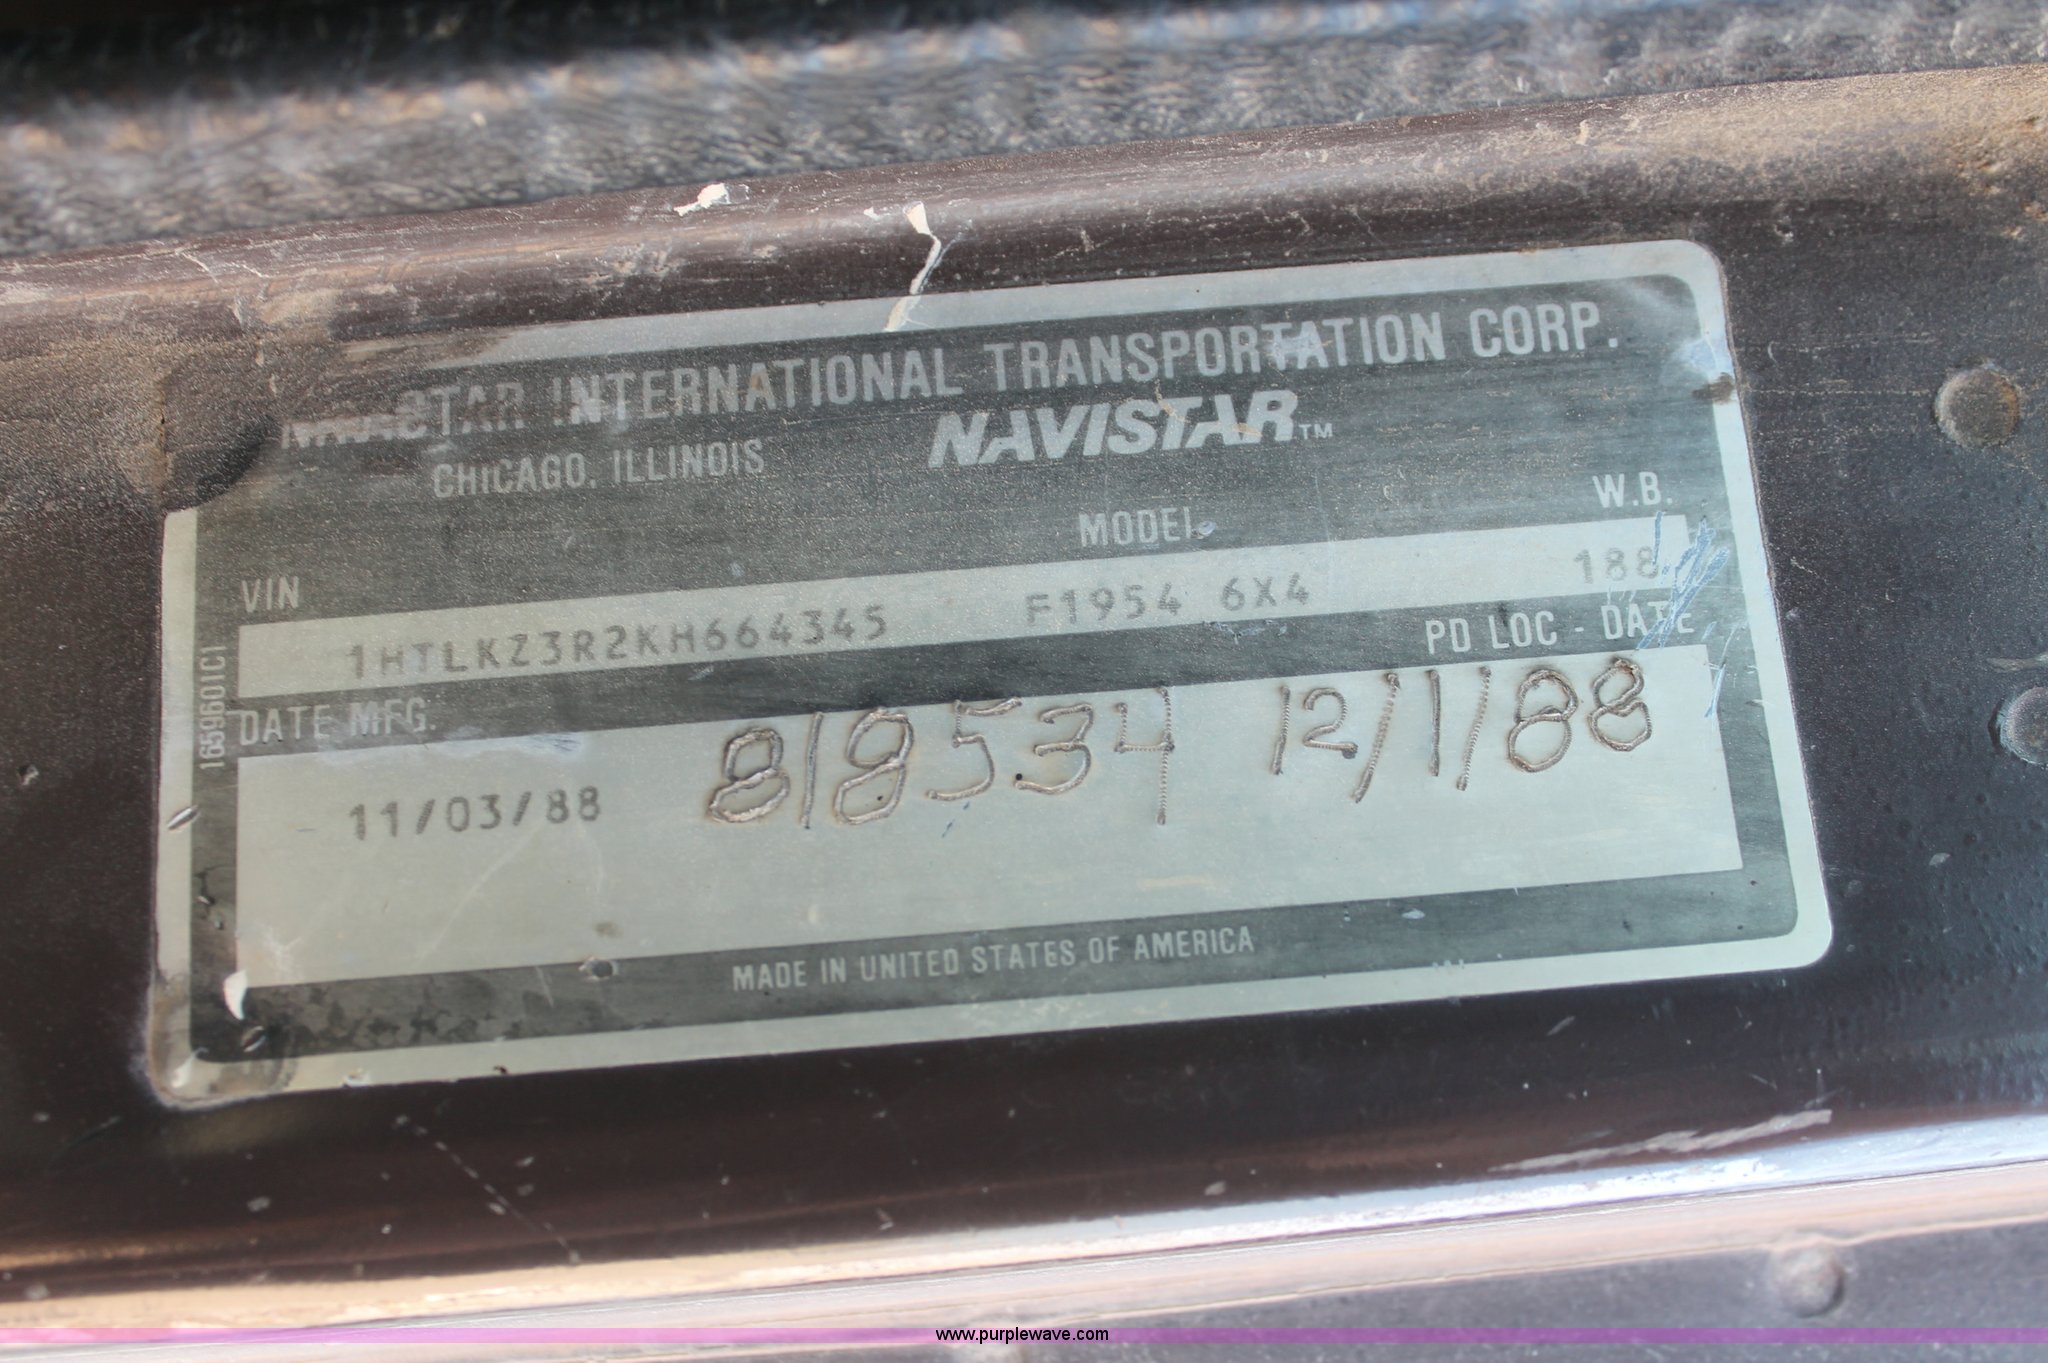 NAVISTAR INTERNATIONAL TRANSPORTATION CORP.
CHICAGO, ILLINOIS NAVISTAR™
VIN MODEL W.B.
1HTLKZ3R2KH664345 F1954 6X4 188
DATE MFG. PD LOC - DATE
11/03/88 818534 12/1/88
1659601C1
MADE IN UNITED STATES OF AMERICA
www.purplewave.com